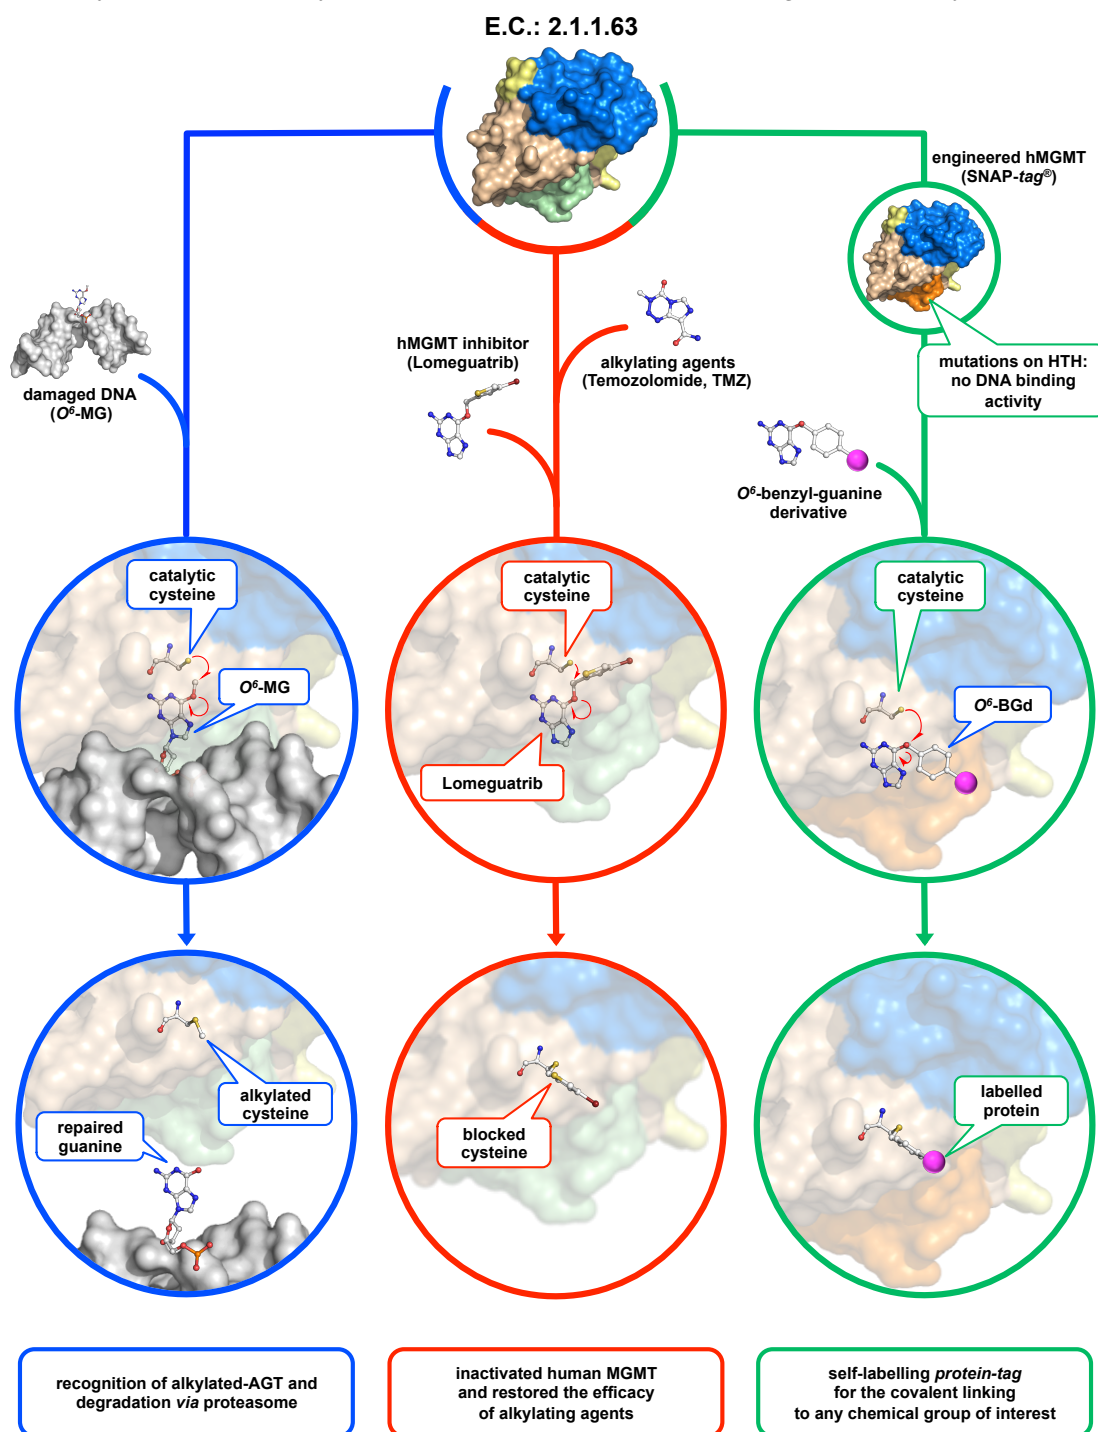 E.C.: 2.1.1.63
engineered hMGMT
(SNAP-tag®)
damaged DNA
(O⁶-MG)
hMGMT inhibitor
(Lomeguatrib)
alkylating agents
(Temozolomide, TMZ)
mutations on HTH:
no DNA binding
activity
O⁶-benzyl-guanine
derivative
catalytic
cysteine
O⁶-MG
catalytic
cysteine
Lomeguatrib
catalytic
cysteine
O⁶-BGd
alkylated
cysteine
repaired
guanine
blocked
cysteine
labelled
protein
recognition of alkylated-AGT and
degradation via proteasome
inactivated human MGMT
and restored the efficacy
of alkylating agents
self-labelling protein-tag
for the covalent linking
to any chemical group of interest